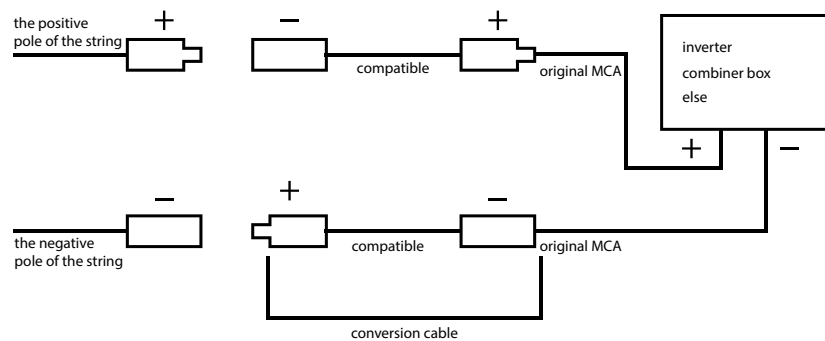 the positive
pole of the string
+
−
+
compatible
original MCA
inverter
combiner box
else
+
−
−
+
−
the negative
pole of the string
compatible
original MCA
conversion cable